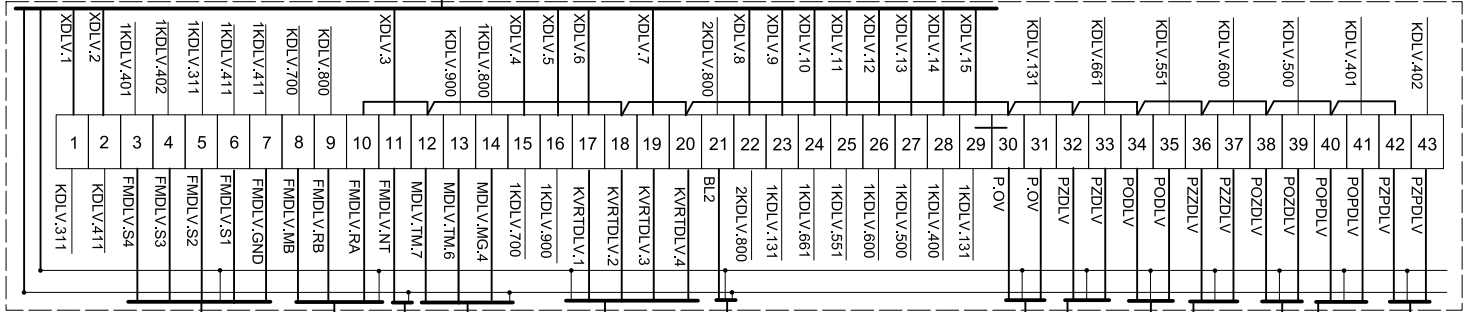 XDLV.1
XDLV.2
1KDLV.401
1KDLV.402
1KDLV.311
1KDLV.411
1KDLV.411
KDLV.700
KDLV.800
XDLV.3
KDLV.900
1KDLV.800
XDLV.4
XDLV.5
XDLV.6
XDLV.7
2KDLV.800
XDLV.8
XDLV.9
XDLV.10
XDLV.11
XDLV.12
XDLV.13
XDLV.14
XDLV.15
KDLV.131
KDLV.661
KDLV.551
KDLV.600
KDLV.500
KDLV.401
KDLV.402
1 2 3 4 5 6 7 8 9 10 11 12 13 14 15 16 17 18 19 20 21 22 23 24 25 26 27 28 29 30 31 32 33 34 35 36 37 38 39 40 41 42 43
KDLV.311
KDLV.411
FMDLV.S4
FMDLV.S3
FMDLV.S2
FMDLV.S1
FMDLV.GND
FMDLV.MB
FMDLV.RB
FMDLV.RA
FMDLV.NT
MDLV.TM.7
MDLV.TM.6
MDLV.MG.4
1KDLV.700
1KDLV.900
KVRTDLV.1
KVRTDLV.2
KVRTDLV.3
KVRTDLV.4
BL2
2KDLV.800
1KDLV.131
1KDLV.661
1KDLV.551
1KDLV.600
1KDLV.500
1KDLV.400
1KDLV.131
P.OV
P.OV
PZDLV
PZDLV
PODLV
PODLV
PZZDLV
PZZDLV
POZDLV
POZDLV
POPDLV
POPDLV
PZPDLV
PZPDLV